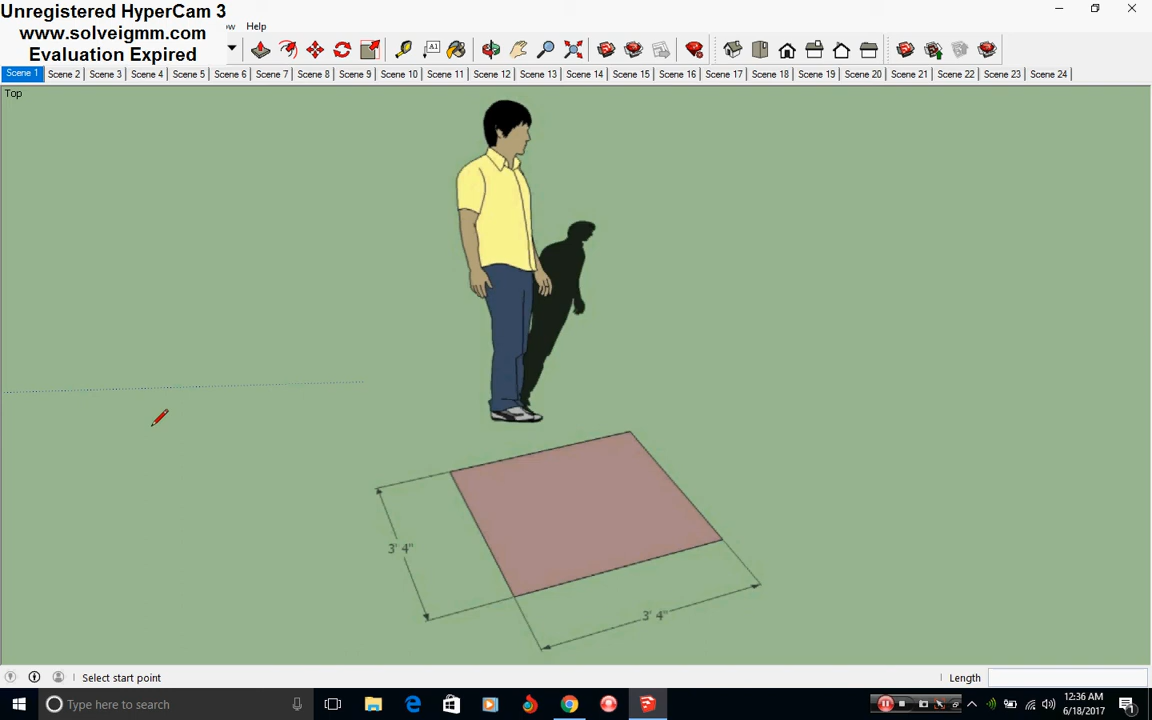 Unregistered HyperCam 3
www.solveigmm.com
Evaluation Expired
ow Help
A1
Scene 1 Scene 2 Scene 3 Scene 4 Scene 5 Scene 6 Scene 7 Scene 8 Scene 9 Scene 10 Scene 11 Scene 12 Scene 13 Scene 14 Scene 15 Scene 16 Scene 17 Scene 18 Scene 19 Scene 20 Scene 21 Scene 22 Scene 23 Scene 24
Top
3' 4"
3' 4"
Select start point
Length
Type here to search
12:36 AM
6/18/2017
1